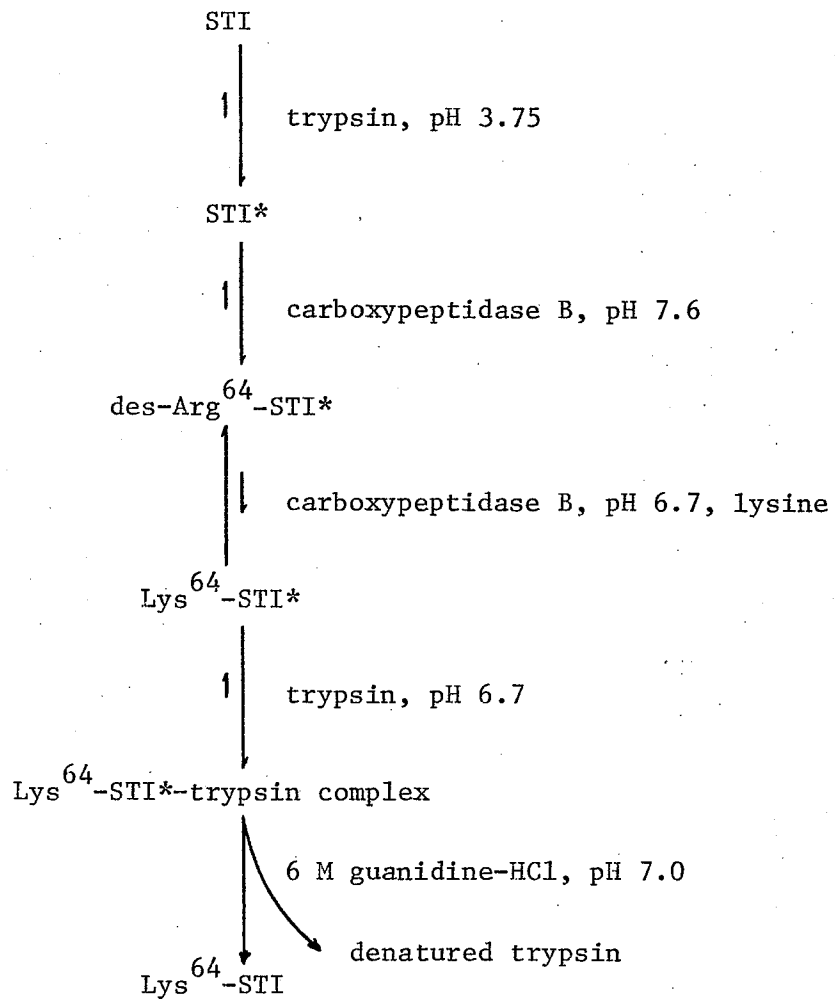 STI
trypsin, pH 3.75
STI*
carboxypeptidase B, pH 7.6
des-Arg64-STI*
carboxypeptidase B, pH 6.7, lysine
Lys64-STI*
trypsin, pH 6.7
Lys64-STI*-trypsin complex
6 M guanidine-HCl, pH 7.0
denatured trypsin
Lys64-STI